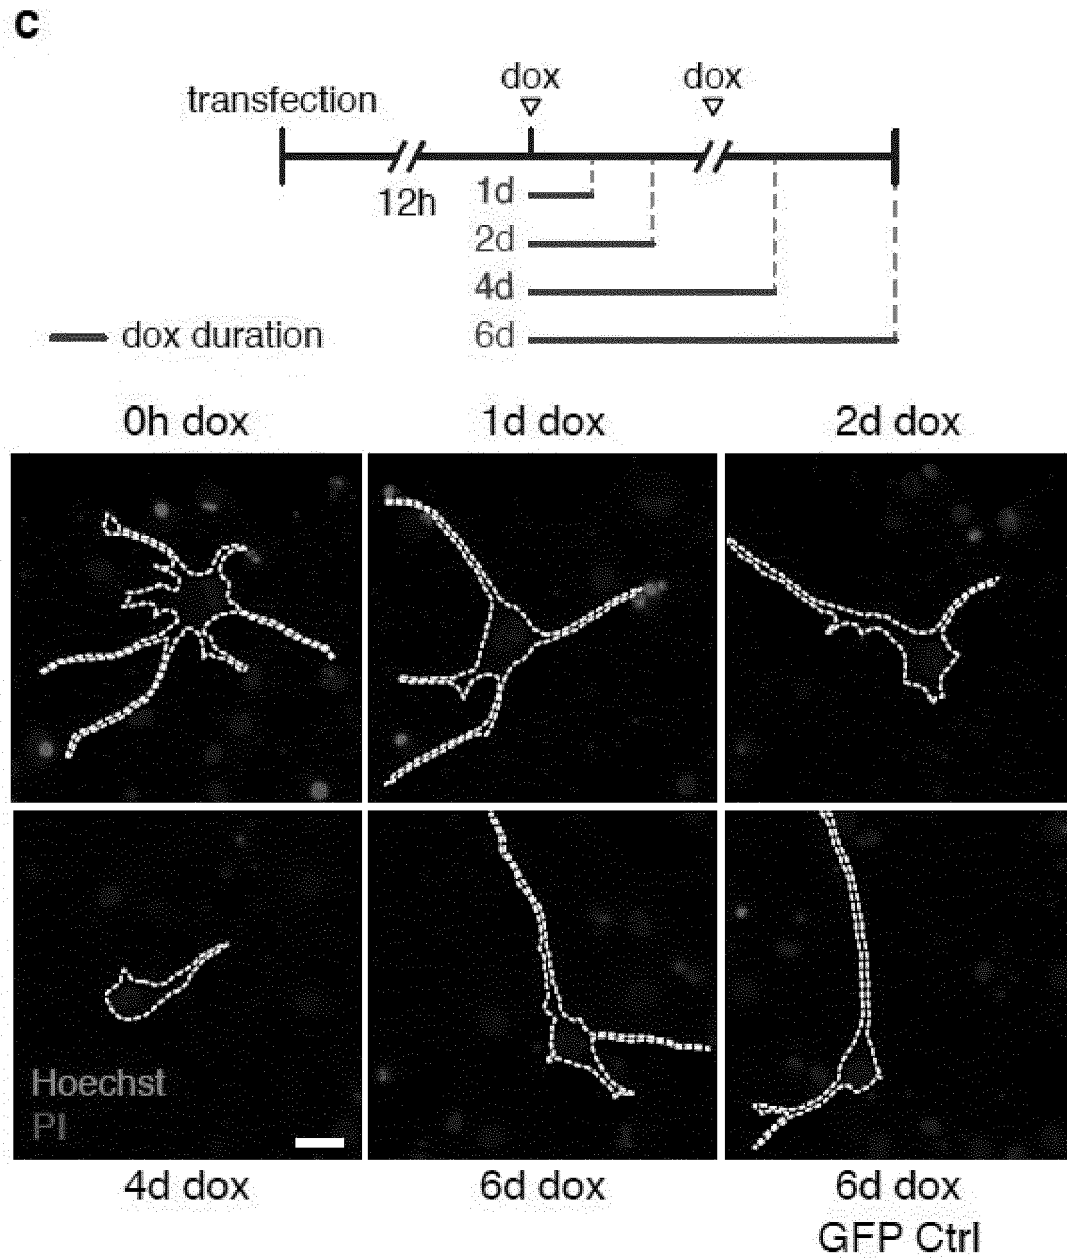 c
dox dox
transfection
12h
1d
2d
4d
6d
dox duration
0h dox 1d dox 2d dox
Hoechst
PI
4d dox 6d dox 6d dox
GFP Ctrl